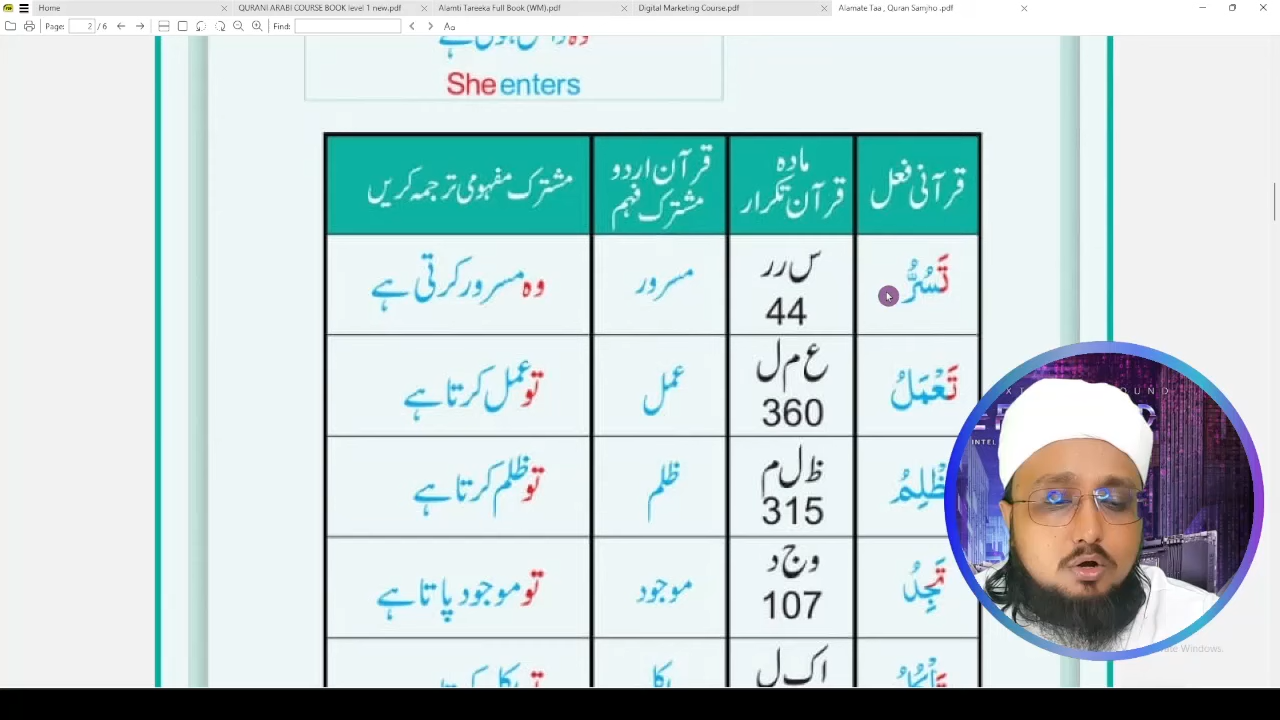 Home
QURANI ARABI COURSE BOOK level 1 new.pdf
Alamti Tareeka Full Book (WM).pdf
Digital Marketing Course.pdf
Alamate Taa , Quran Samjho .pdf
Page: 2 / 6
Find:
She enters
قرآنی فعل
مادہ قرآن تکرار
قرآن اردو مشترک فہم
مشترک مفہومی ترجمہ کریں
تَسُرُّ
س ر ر
44
مسرور
وہ مسرور کرتی ہے
تَعْمَلُ
ع م ل
360
عمل
تو عمل کرتا ہے
ظ ل م
315
ظلم
تو ظلم کرتا ہے
تَجِدُ
و ج د
107
موجود
تو موجود پاتا ہے
ا ک ل